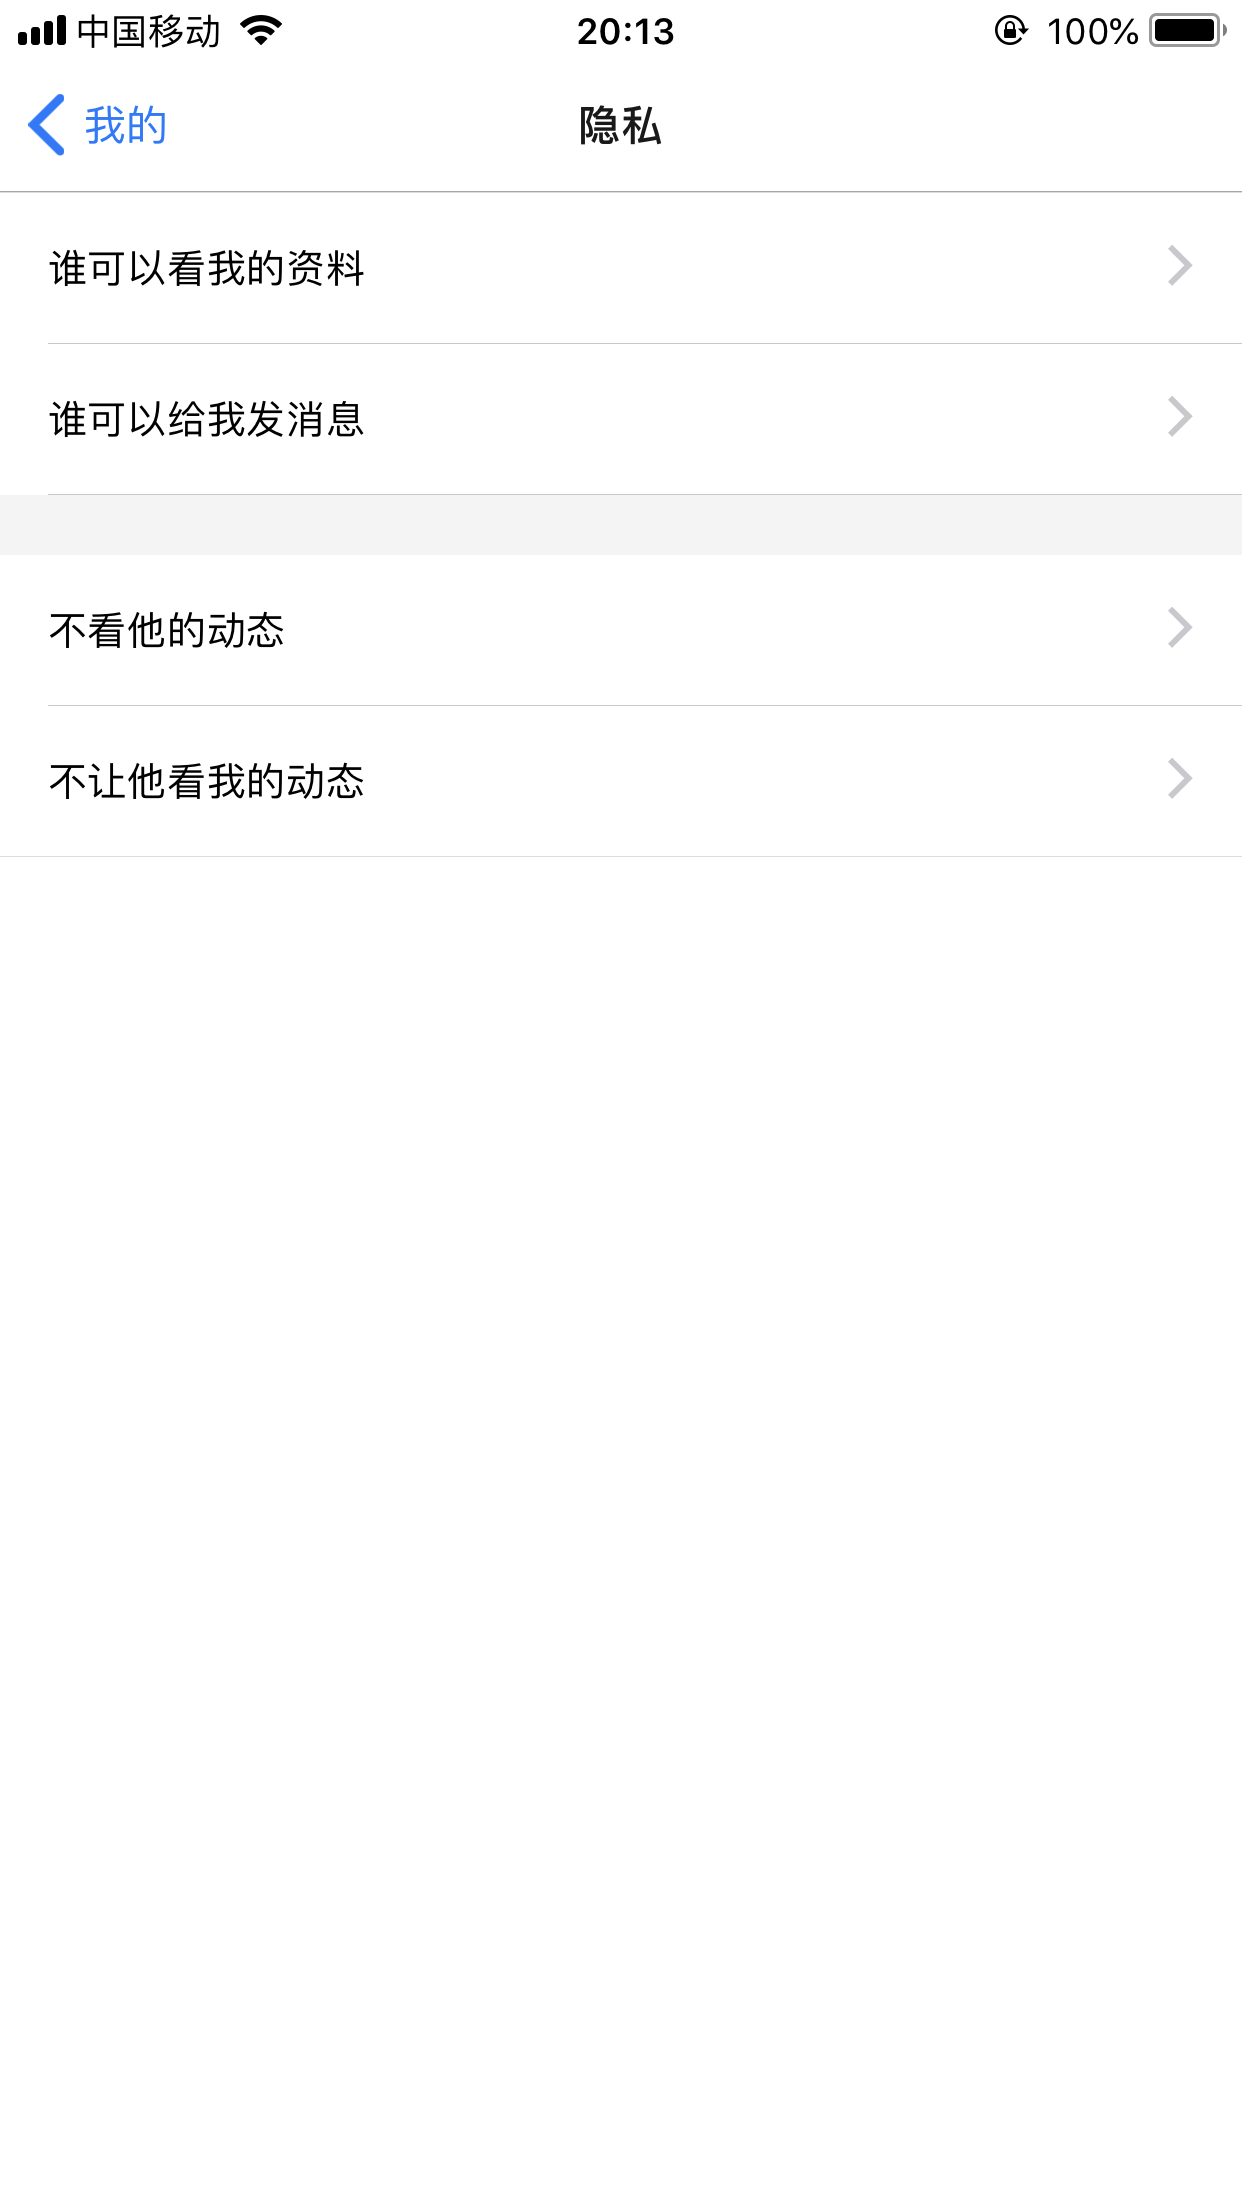 中国移动 20:13 100%
我的 隐私
谁可以看我的资料
谁可以给我发消息
不看他的动态
不让他看我的动态